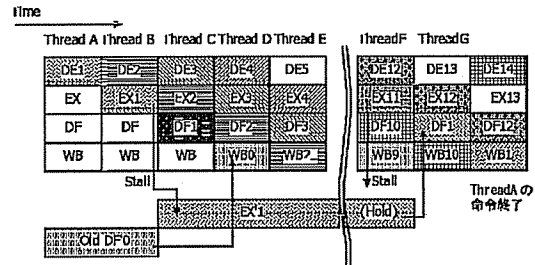 Time
Thread A Thread B Thread C Thread D Thread E ThreadF ThreadG
DE1 DE2 DE3 DE4 DE5 DE12 DE13 DE14
EX EX1 EX2 EX3 EX4 EX11 EX12 EX13
DF DF DF1 DF2 DF3 DF10 DF1 DF12
WB WB WB WB0 WB2 WB9 WB10 WB1
Stall Stall
ThreadAの
命令終了
EX'1 (Hold)
Old DF0